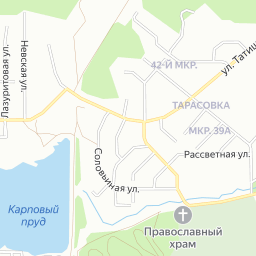 Лазуритовая ул.
Невская ул.
42-Й МКР.
ул. Татищ
ТАРАСОВКА
МКР. 39А
Рассветная ул.
Соловьиная ул.
Карповый
пруд
Православный
храм